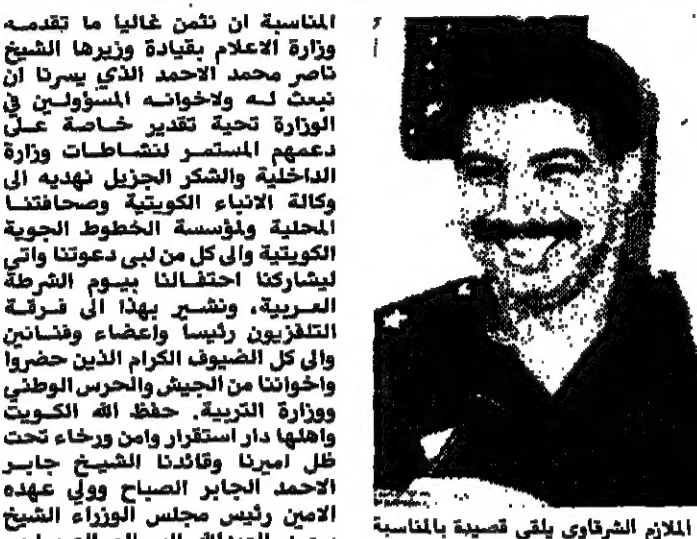 المناسبة ان نثمن غاليا ما تقدمه
وزارة الاعلام بقيادة وزيرها الشيخ
ناصر محمد الاحمد الذي يسرنا ان
نبعث له ولاخوانه المسؤولين في
الوزارة تحية تقدير خاصة على
دعمهم المستمر لنشاطات وزارة
الداخلية والشكر الجزيل نهديه الى
وكالة الانباء الكويتية وصحافتنا
المحلية ولمؤسسة الخطوط الجوية
الكويتية والى كل من لبى دعوتنا واتى
ليشاركنا احتفالنا بيوم الشرطة
العربية، ونشير بهذا الى فرقة
التلفزيون رئيسا واعضاء وفنانين
والى كل الضيوف الكرام الذين حضروا
واخواننا من الجيش والحرس الوطني
ووزارة التربية. حفظ الله الكويت
واهلها دار استقرار وامن ورخاء تحت
ظل اميرنا وقائدنا الشيخ جابر
الاحمد الجابر الصباح وولي عهده
الامين رئيس مجلس الوزراء الشيخ
الملازم الشرقاوي يلقي قصيدة بالمناسبة